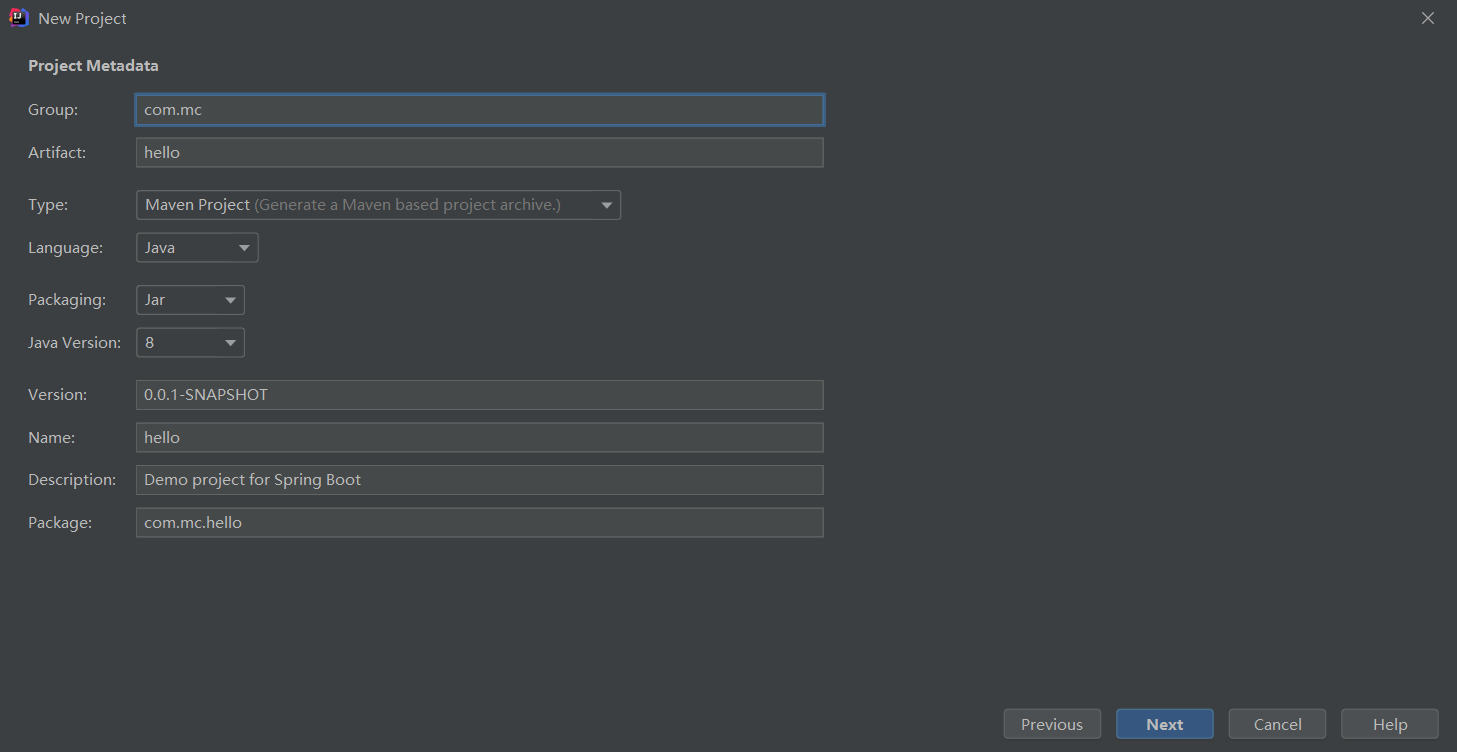 New Project
Project Metadata
Group: com.mc
Artifact: hello
Type: Maven Project (Generate a Maven based project archive.)
Language: Java
Packaging: Jar
Java Version: 8
Version: 0.0.1-SNAPSHOT
Name: hello
Description: Demo project for Spring Boot
Package: com.mc.hello
Previous Next Cancel Help